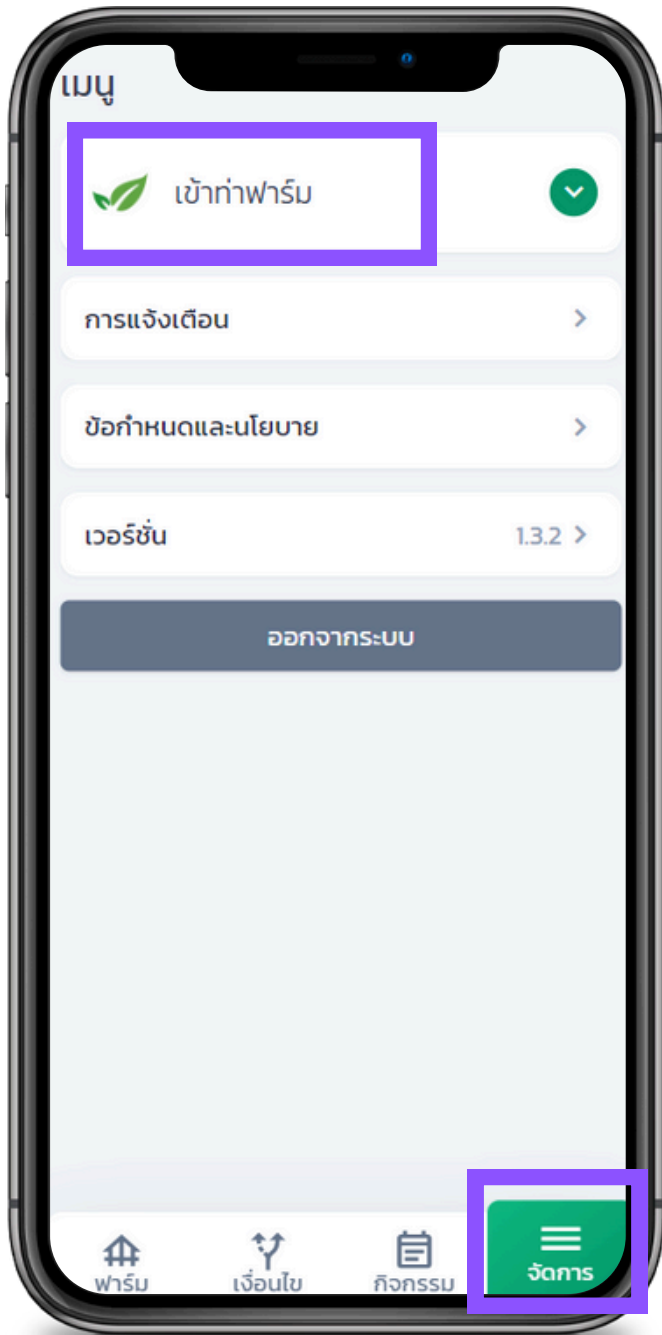 เมนู
เข้าท่าฟาร์ม
การแจ้งเตือน
ข้อกำหนดและนโยบาย
เวอร์ชั่น 1.3.2
ออกจากระบบ
ฟาร์ม เงื่อนไข กิจกรรม จัดการ